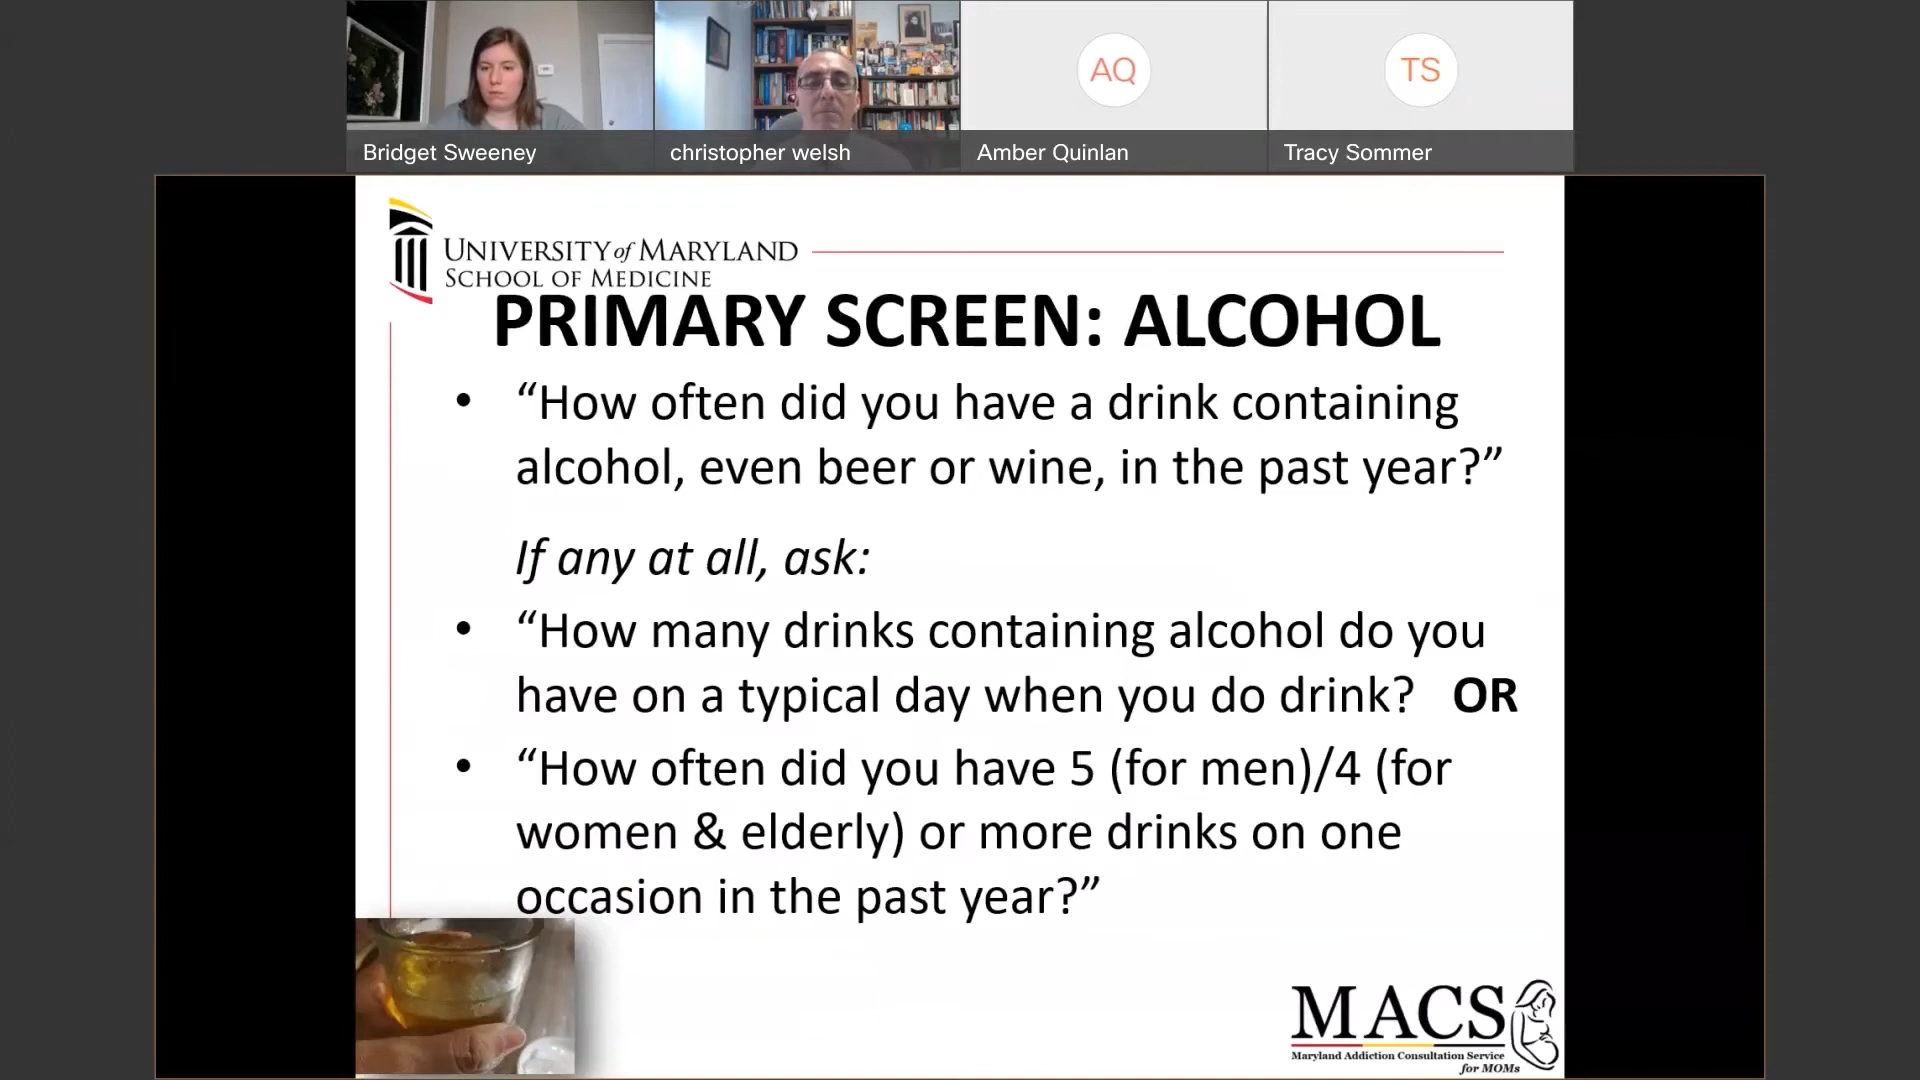 AQ
TS
Bridget Sweeney
christopher welsh
Amber Quinlan
Tracy Sommer
UNIVERSITY of MARYLAND
SCHOOL OF MEDICINE
PRIMARY SCREEN: ALCOHOL
• “How often did you have a drink containing
alcohol, even beer or wine, in the past year?”
If any at all, ask:
• “How many drinks containing alcohol do you
have on a typical day when you do drink? OR
• “How often did you have 5 (for men)/4 (for
women & elderly) or more drinks on one
occasion in the past year?”
MACS
Maryland Addiction Consultation Service
for MOMs